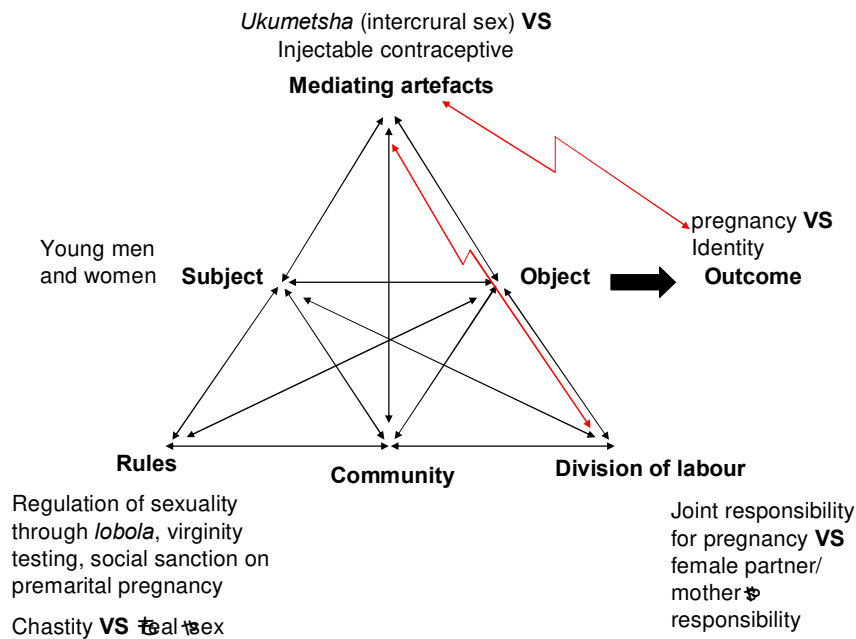 Ukumetsha (intercrural sex) VS
Injectable contraceptive
Mediating artefacts
pregnancy VS
Identity
Outcome
Young men
and women
Subject
Object
Rules
Community
Division of labour
Regulation of sexuality
through lobola, virginity
testing, social sanction on
premarital pregnancy
Chastity VS
Joint responsibility
for pregnancy VS
female partner/
mother
responsibility